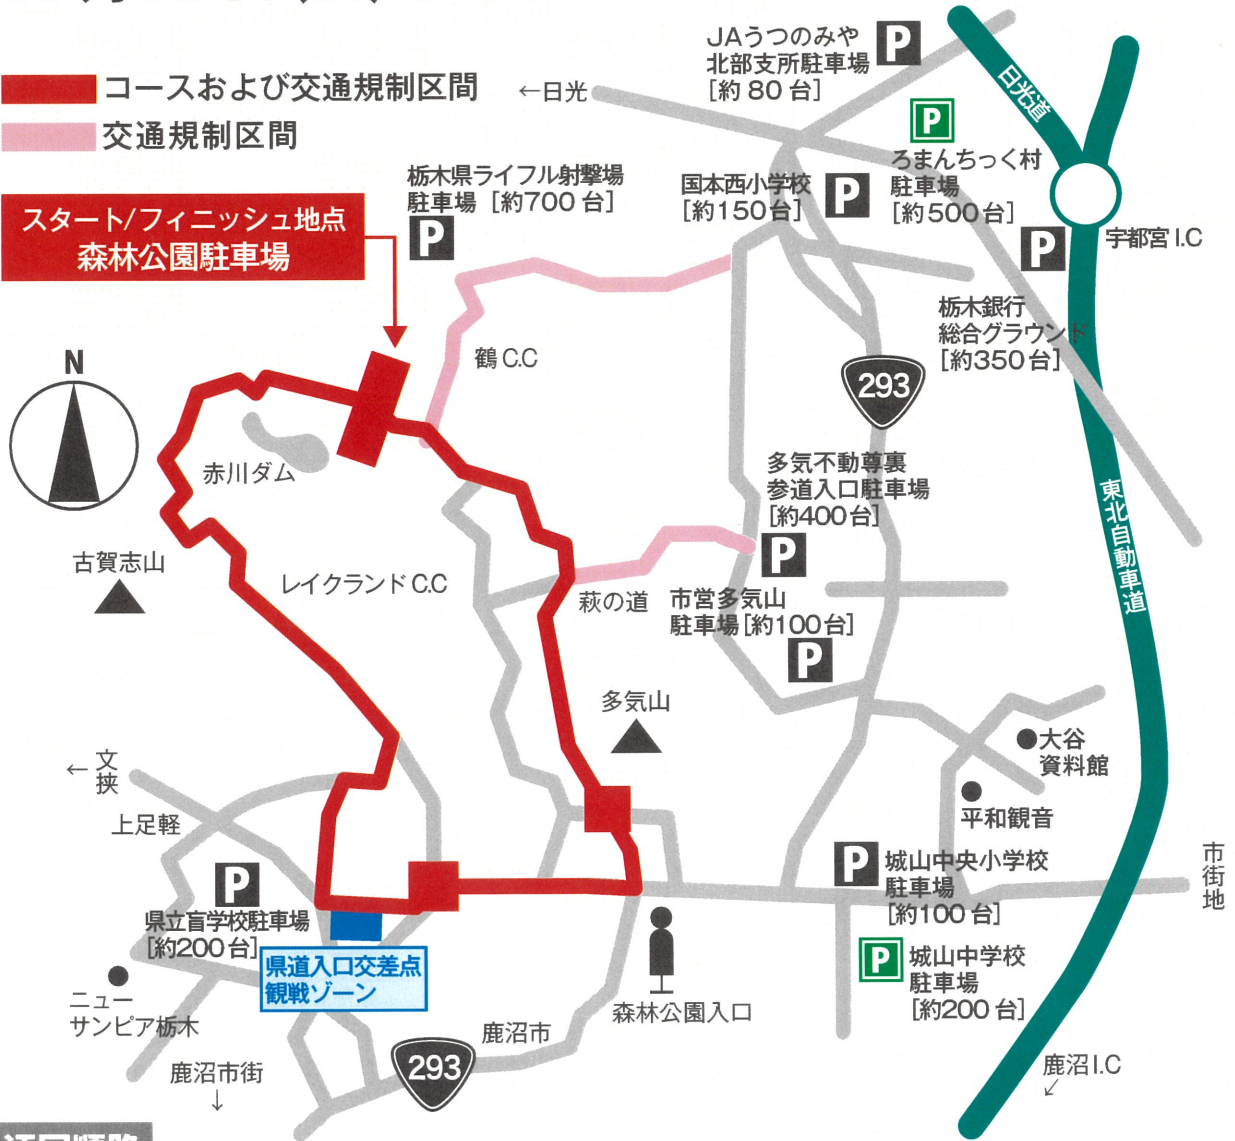 コースおよび交通規制区間
交通規制区間
スタート/フィニッシュ地点
森林公園駐車場
←日光
JAうつのみや
北部支所駐車場
[約80台]
P
日光道
P
ろまんちっく村
駐車場
[約500台]
栃木県ライフル射撃場
駐車場 [約700台]
P
国本西小学校
[約150台]
P
P
宇都宮I.C
栃木銀行
総合グラウンド
[約350台]
N
鶴C.C
293
赤川ダム
多気不動尊裏
参道入口駐車場
[約400台]
P
東北自動車道
古賀志山
レイクランドC.C
萩の道
市営多気山
駐車場[約100台]
P
多気山
大谷
資料館
←文挟
平和観音
上足軽
P
県立盲学校駐車場
[約200台]
P
城山中央小学校
駐車場
[約100台]
市街地
県道入口交差点
観戦ゾーン
P
城山中学校
駐車場
[約200台]
ニュー
サンピア栃木
森林公園入口
鹿沼市
293
鹿沼市街
↓
鹿沼I.C
↙